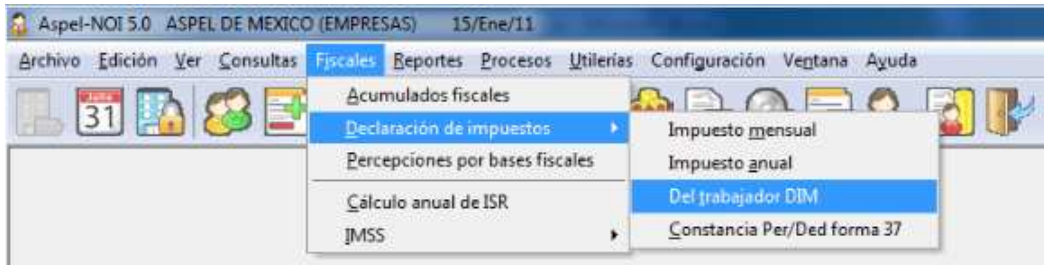 Aspel-NOI 5.0 ASPEL DE MEXICO (EMPRESAS) 15/Ene/11
Archivo Edición Ver Consultas Fiscales Reportes Procesos Utilerías Configuración Ventana Ayuda
Julio
31
Acumulados fiscales
Declaración de impuestos
Percepciones por bases fiscales
Cálculo anual de ISR
IMSS
Impuesto mensual
Impuesto anual
Del trabajador DIM
Constancia Per/Ded forma 37